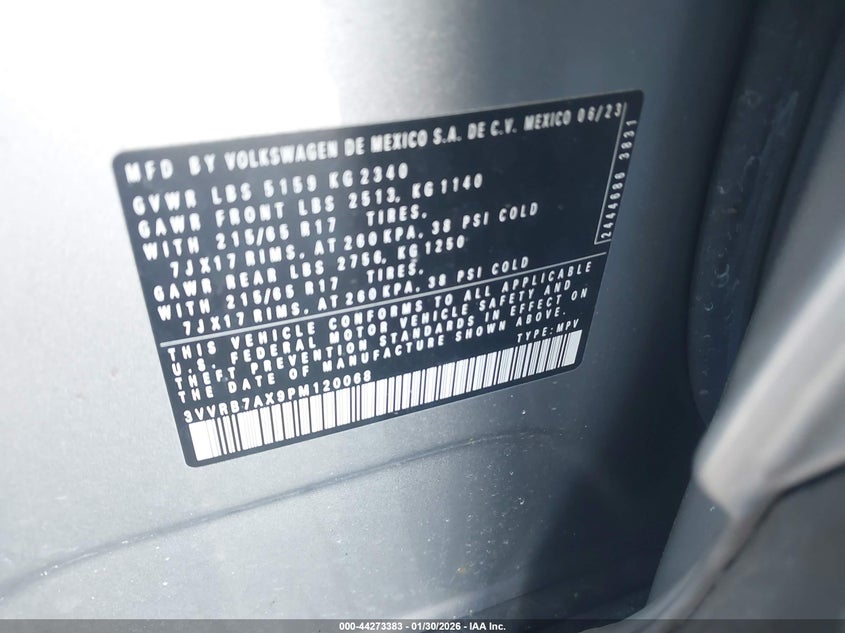 MFD BY VOLKSWAGEN DE MEXICO S.A. DE C.V. MEXICO 06/23
GVWR LBS 5159 KG 2340
GAWR FRONT LBS 2513, KG 1140
WITH 215/65 R17 TIRES.
7JX17 RIMS, AT 260 KPA, 38 PSI COLD
GAWR REAR LBS 2756, KG 1250
WITH 215/65 R17 TIRES.
7JX17 RIMS, AT 260 KPA, 38 PSI COLD
2444686 3831
THIS VEHICLE CONFORMS TO ALL APPLICABLE
U.S. FEDERAL MOTOR VEHICLE SAFETY AND
THEFT PREVENTION STANDARDS IN EFFECT ON
THE DATE OF MANUFACTURE SHOWN ABOVE.
TYPE: MPV
3VVRB7AX9PM120068
000-44273383 - 01/30/2026 - IAA Inc.